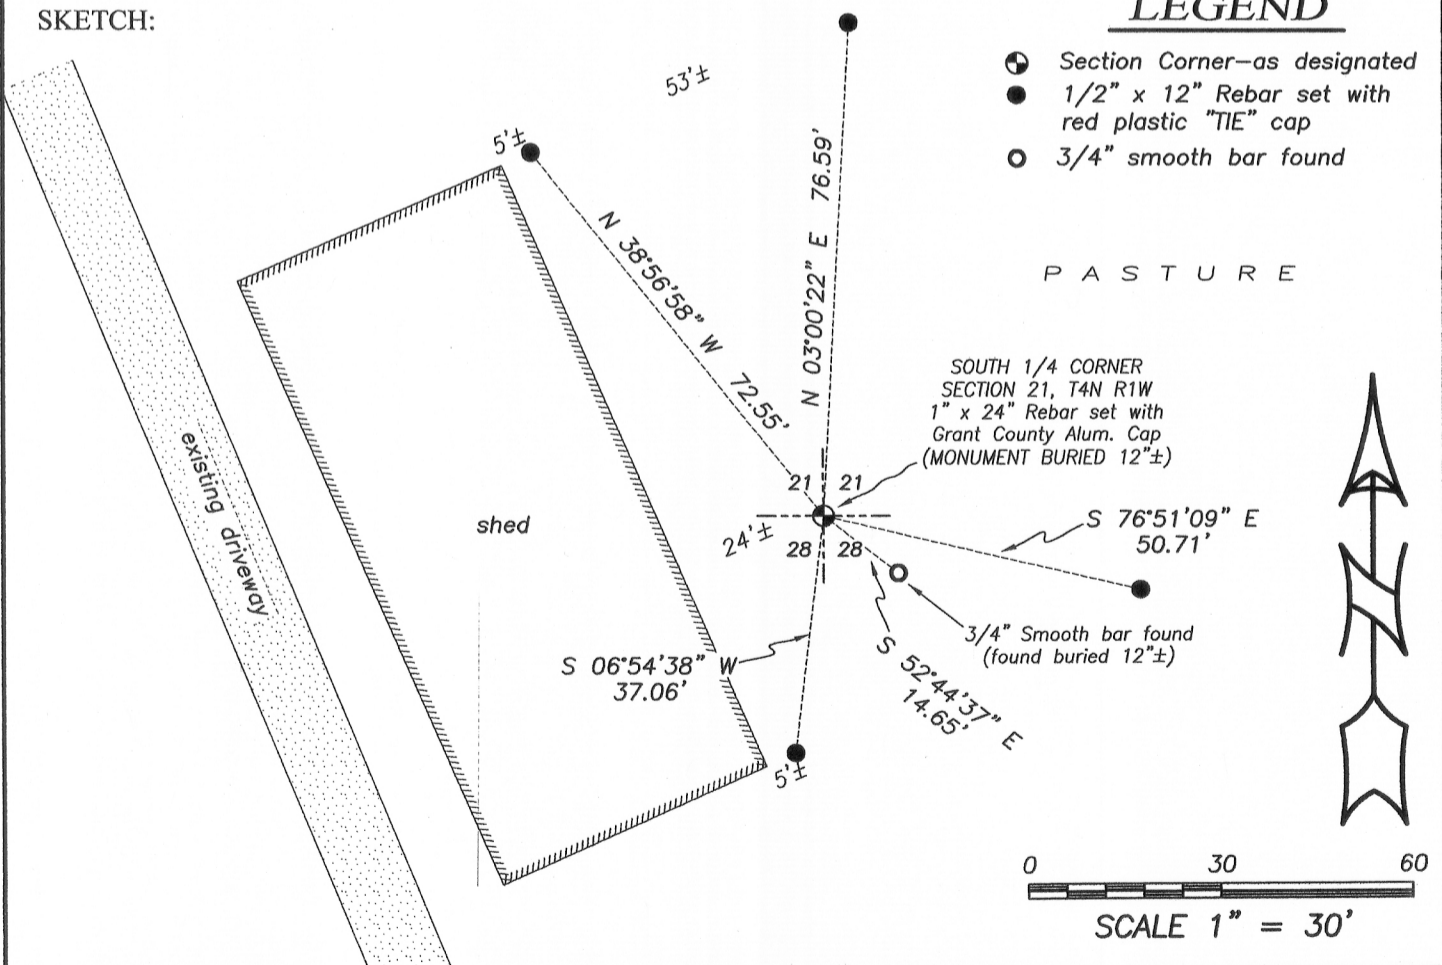 SKETCH:
LEGEND
Section Corner-as designated
1/2" x 12" Rebar set with
red plastic "TIE" cap
3/4" smooth bar found
53'±
5'±
N 38°56'58" W 72.55'
N 03°00'22" E 76.59'
PASTURE
SOUTH 1/4 CORNER
SECTION 21, T4N R1W
1" x 24" Rebar set with
Grant County Alum. Cap
(MONUMENT BURIED 12"±)
21 21
28 28
24'±
S 76°51'09" E
50.71'
existing driveway
shed
3/4" Smooth bar found
(found buried 12"±)
S 52°44'37" E
14.65'
S 06°54'38" W
37.06'
5'±
N
0 30 60
SCALE 1" = 30'